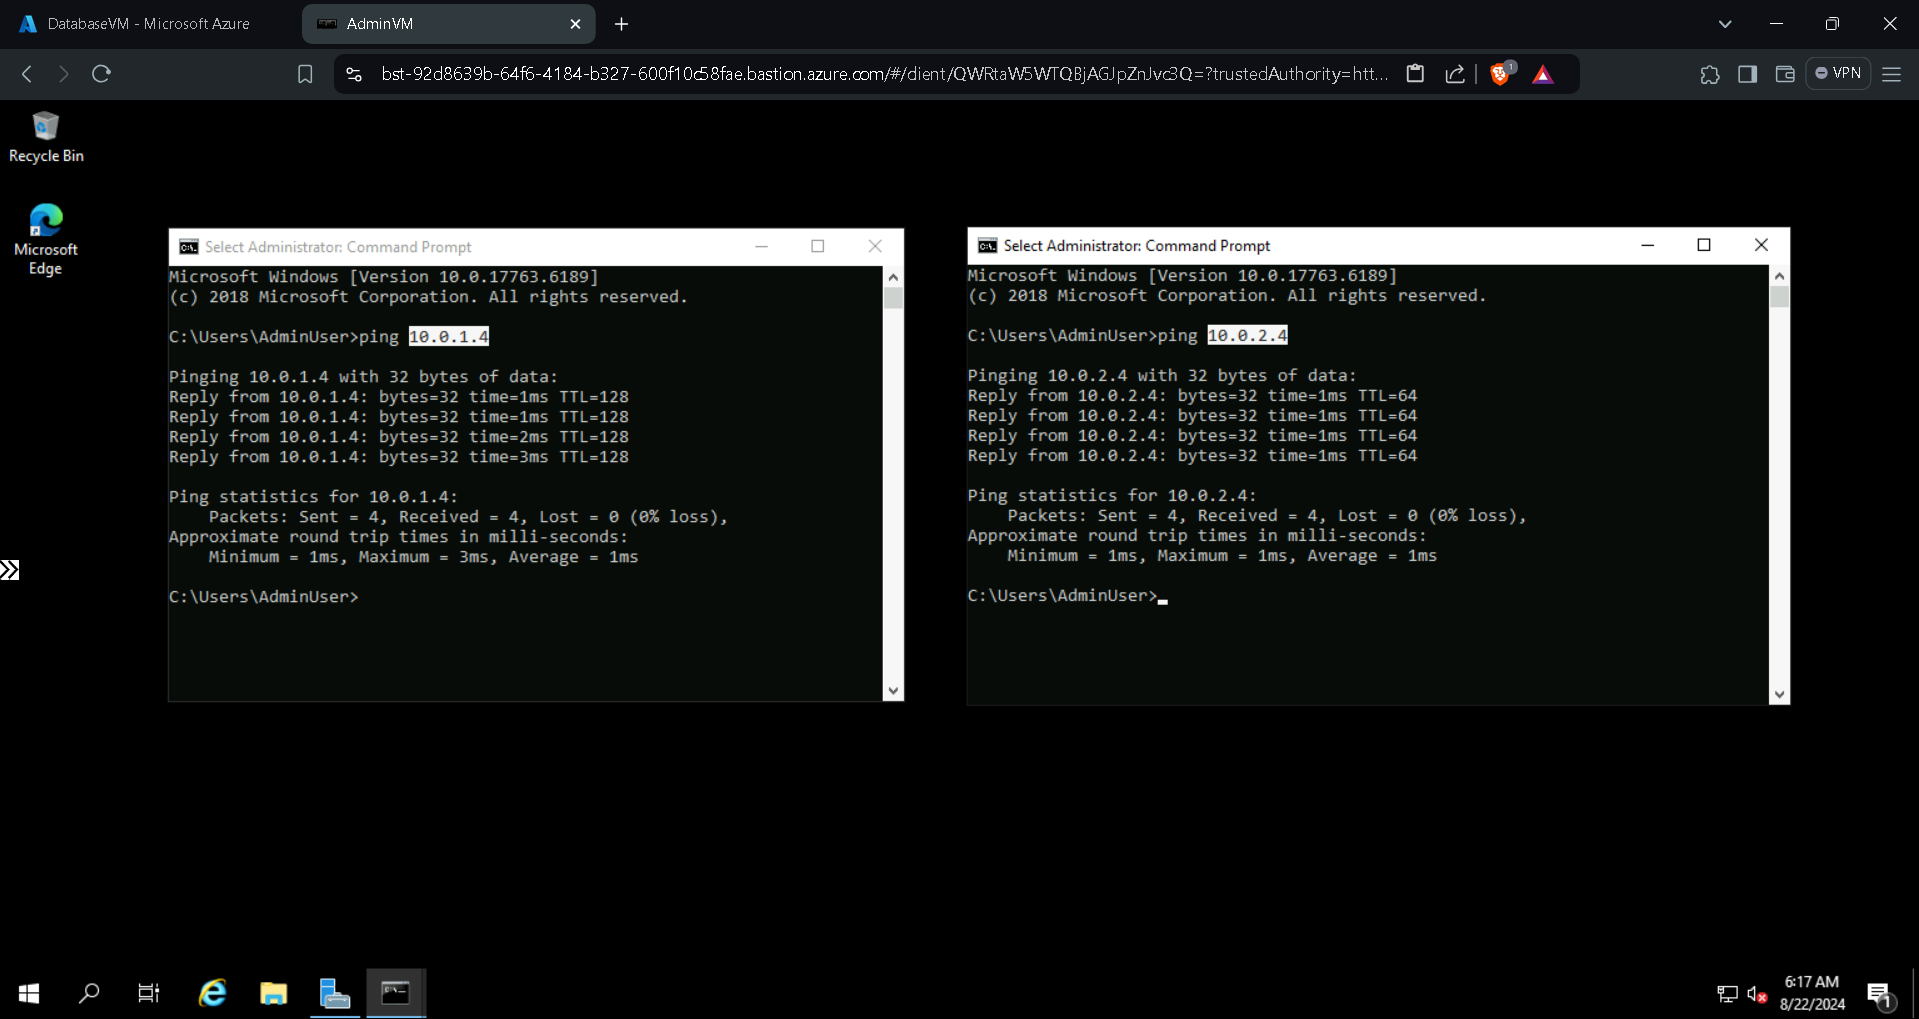 DatabaseVM - Microsoft Azure
AdminVM
bst-92d8639b-64f6-4184-b327-600f10c58fae.bastion.azure.com/#/client/QWRtaW5WTQBjAGJpZnJvc3Q=?trustedAuthority=htt...
1
VPN
Recycle Bin
Microsoft
Edge
Select Administrator: Command Prompt
Microsoft Windows [Version 10.0.17763.6189]
(c) 2018 Microsoft Corporation. All rights reserved.
C:\Users\AdminUser>ping 10.0.1.4
Pinging 10.0.1.4 with 32 bytes of data:
Reply from 10.0.1.4: bytes=32 time=1ms TTL=128
Reply from 10.0.1.4: bytes=32 time=1ms TTL=128
Reply from 10.0.1.4: bytes=32 time=2ms TTL=128
Reply from 10.0.1.4: bytes=32 time=3ms TTL=128
Ping statistics for 10.0.1.4:
Packets: Sent = 4, Received = 4, Lost = 0 (0% loss),
Approximate round trip times in milli-seconds:
Minimum = 1ms, Maximum = 3ms, Average = 1ms
C:\Users\AdminUser>
Select Administrator: Command Prompt
Microsoft Windows [Version 10.0.17763.6189]
(c) 2018 Microsoft Corporation. All rights reserved.
C:\Users\AdminUser>ping 10.0.2.4
Pinging 10.0.2.4 with 32 bytes of data:
Reply from 10.0.2.4: bytes=32 time=1ms TTL=64
Reply from 10.0.2.4: bytes=32 time=1ms TTL=64
Reply from 10.0.2.4: bytes=32 time=1ms TTL=64
Reply from 10.0.2.4: bytes=32 time=1ms TTL=64
Ping statistics for 10.0.2.4:
Packets: Sent = 4, Received = 4, Lost = 0 (0% loss),
Approximate round trip times in milli-seconds:
Minimum = 1ms, Maximum = 1ms, Average = 1ms
C:\Users\AdminUser>
6:17 AM
8/22/2024
1